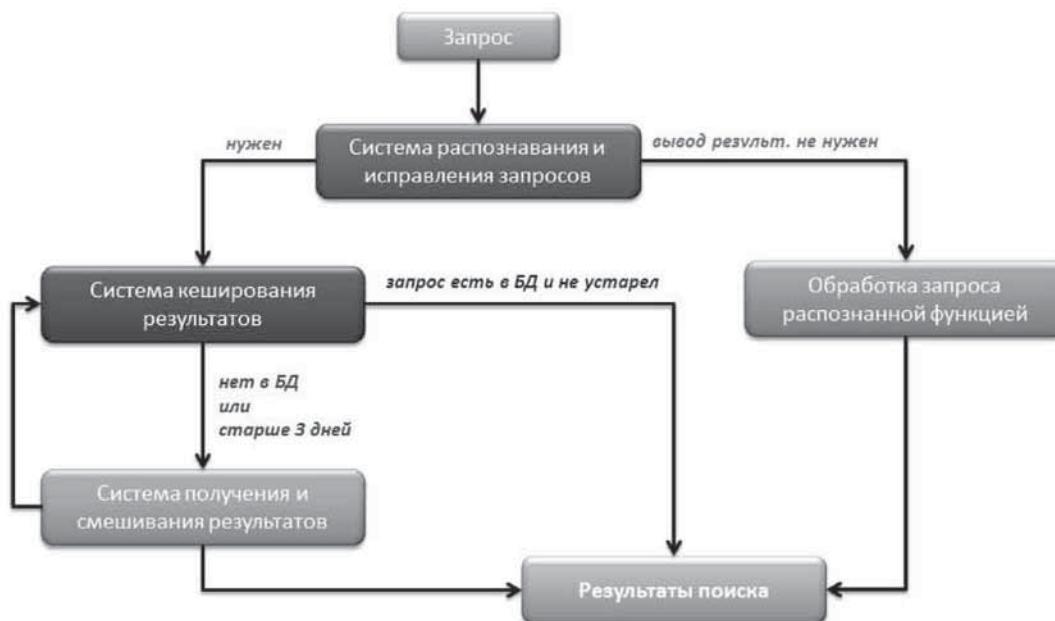 Запрос
нужен
Система распознавания и
исправления запросов
вывод результ. не нужен
Система кеширования
результатов
запрос есть в БД и не устарел
Обработка запроса
распознанной функцией
нет в БД
или
старше 3 дней
Система получения и
смешивания результатов
Результаты поиска